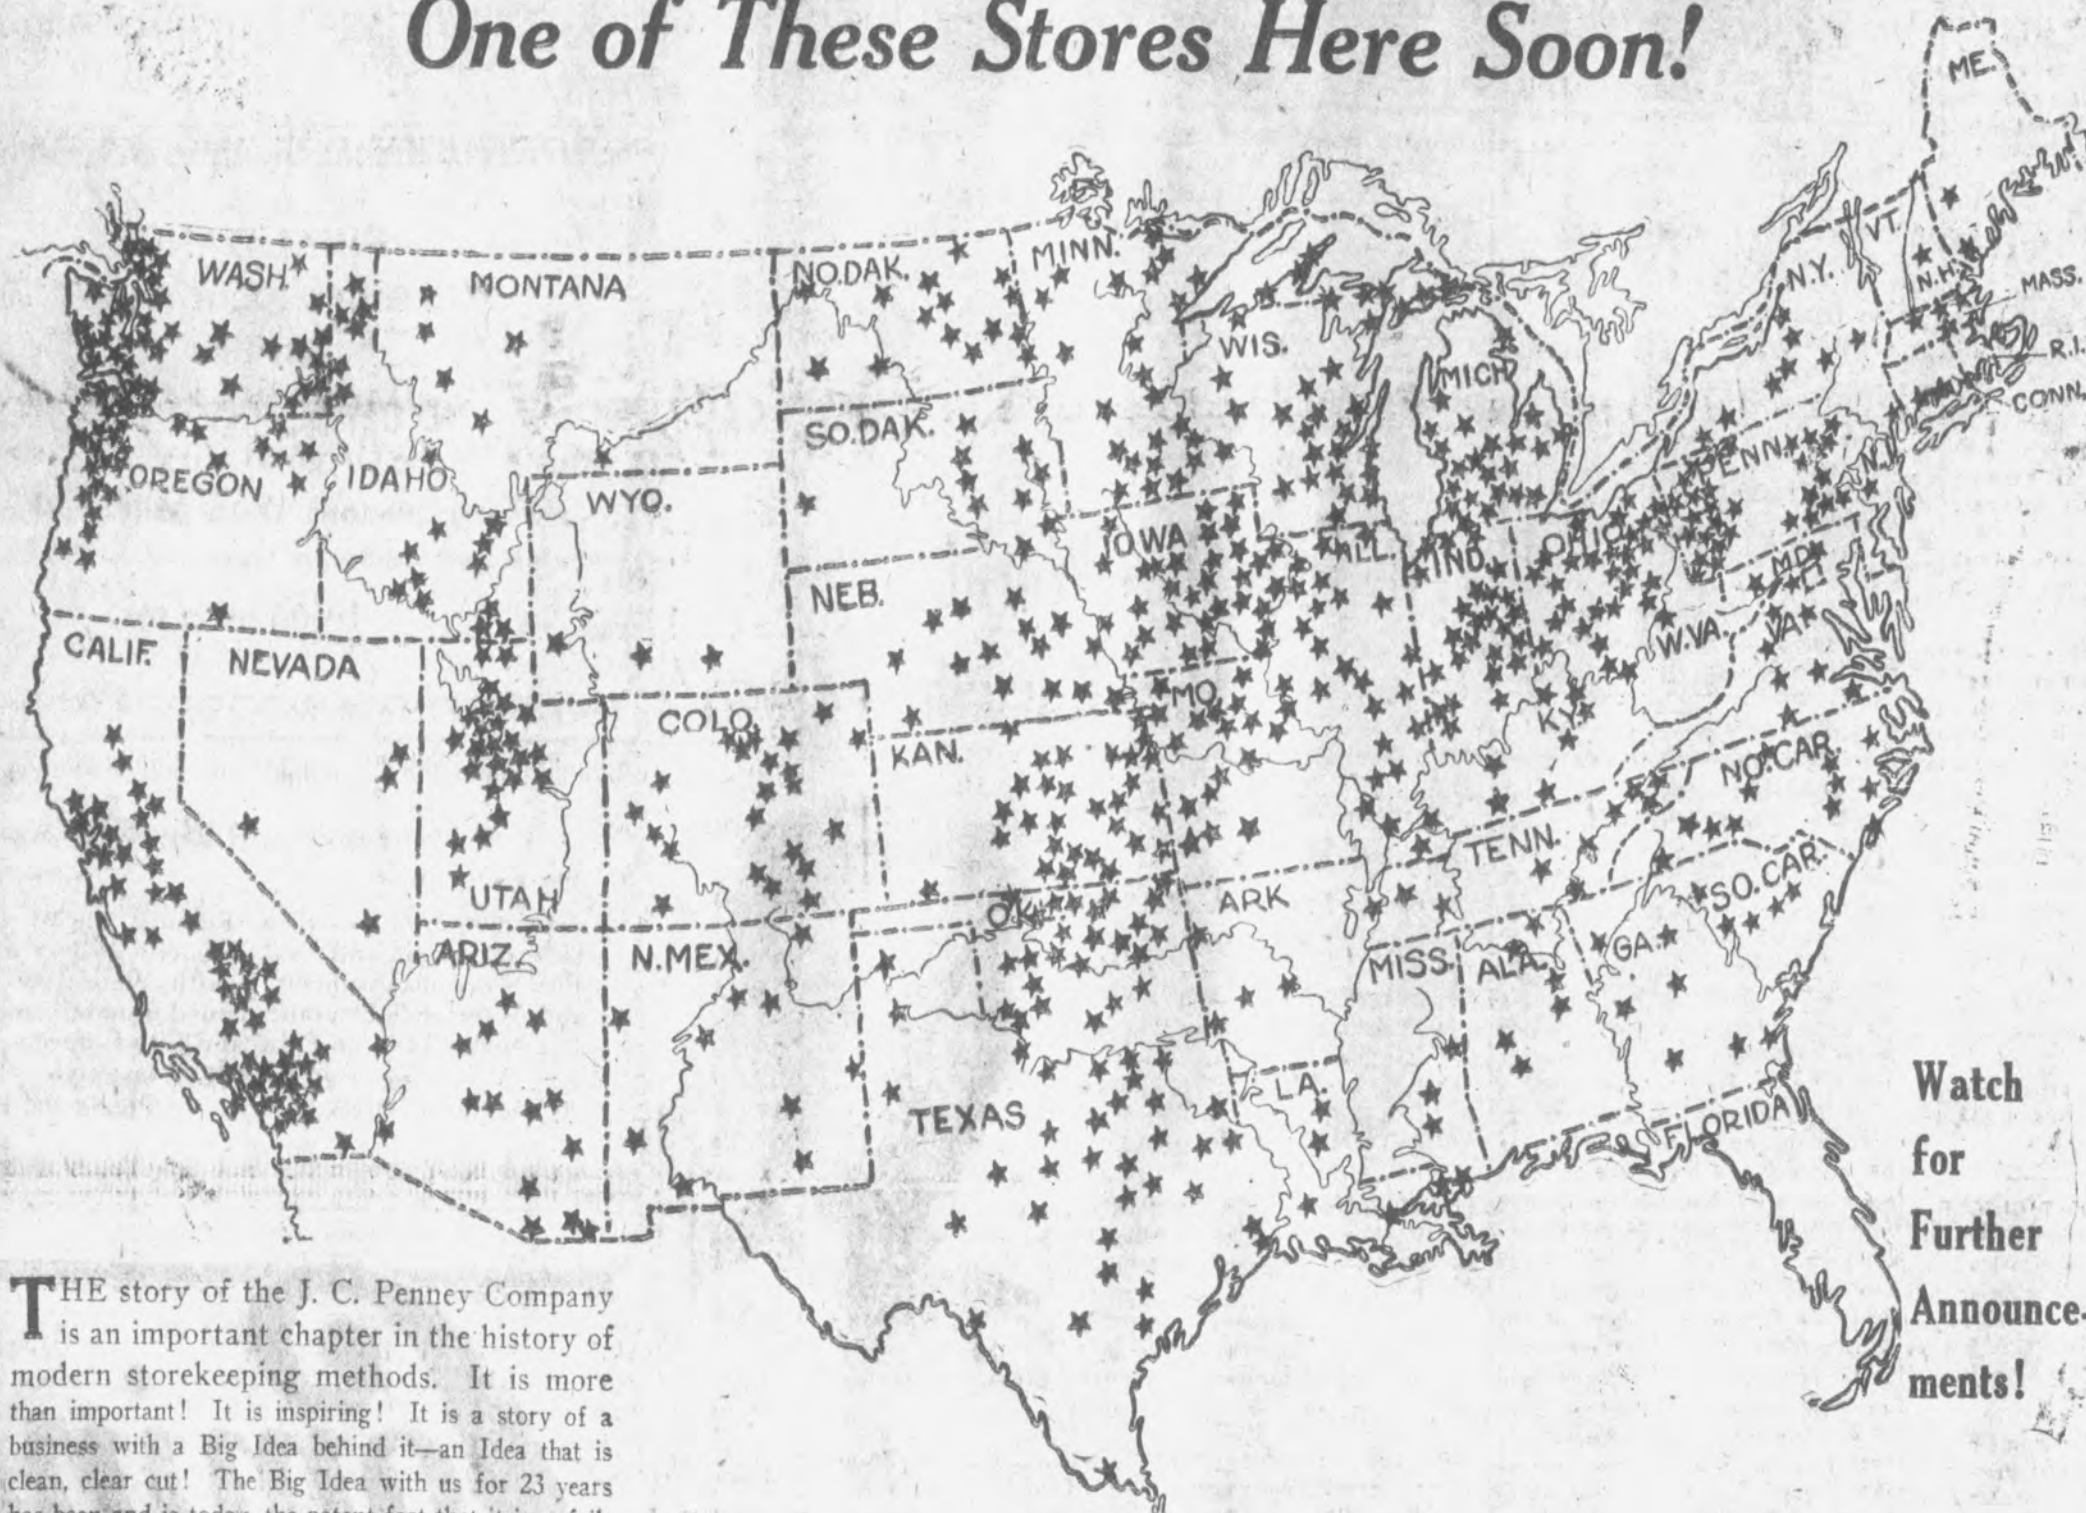 One of These Stores Here Soon!
ME.
WASH.
MONTANA
NO.DAK.
MINN.
VT.
N.Y.
N.H.
MASS.
WIS.
MICH
R.I.
CONN.
SO.DAK.
PENN.
N.J.
OREGON
IDAHO
WYO.
IOWA
ILL.
IND.
OHIO
MD.
NEB.
W.VA.
VA.
CALIF.
NEVADA
MO.
COLO.
KY.
KAN.
NO.CAR.
TENN.
SO.CAR.
UTAH
OK
ARK
ARIZ.
N.MEX.
MISS.
ALA.
GA.
LA.
TEXAS
FLORIDA
Watch
for
Further
Announce-
ments!
THE story of the J. C. Penney Company
is an important chapter in the history of
modern storekeeping methods. It is more
than important! It is inspiring! It is a story of a
business with a Big Idea behind it—an Idea that is
clean, clear cut! The Big Idea with us for 23 years